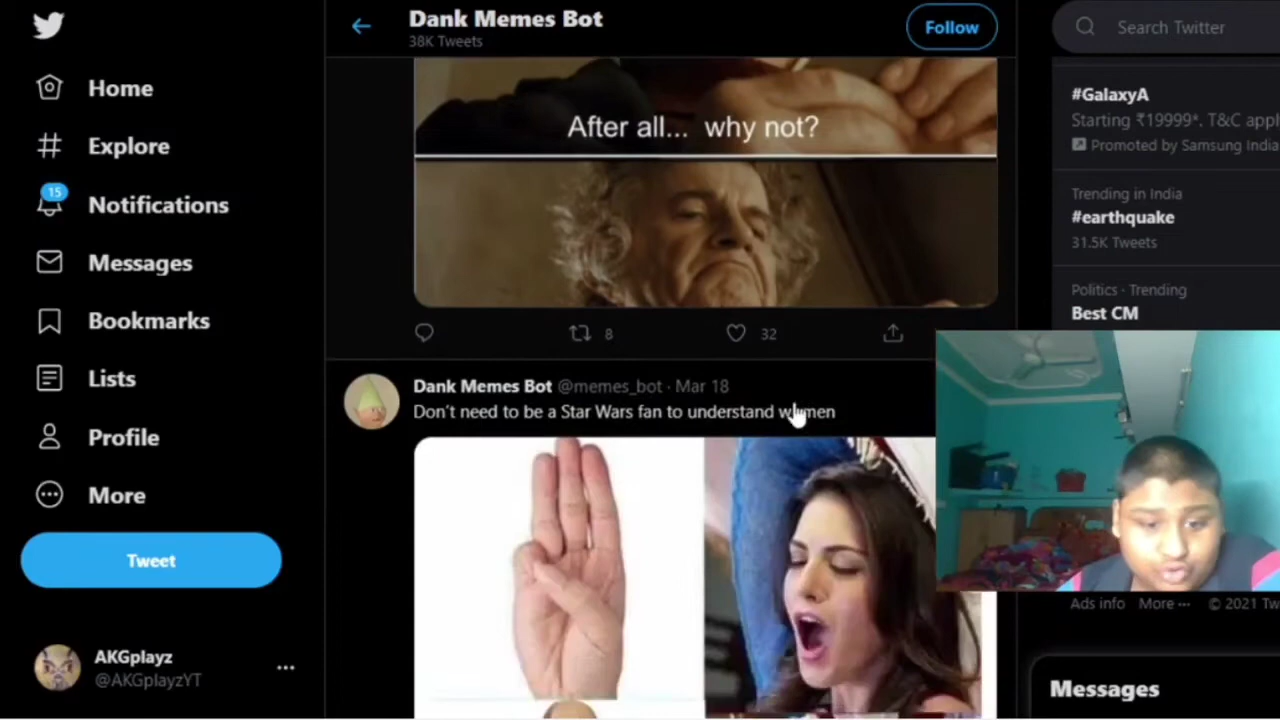 Home
Explore
15
Notifications
Messages
Bookmarks
Lists
Profile
More
Tweet
AKGplayz
@AKGplayzYT
Dank Memes Bot
38K Tweets
Follow
After all... why not?
8
32
Dank Memes Bot @memes_bot · Mar 18
Don't need to be a Star Wars fan to understand women
Search Twitter
#GalaxyA
Starting ₹19999*. T&C appl
Promoted by Samsung India
Trending in India
#earthquake
31.5K Tweets
Politics · Trending
Best CM
Ads info More ··· © 2021 Tw
Messages